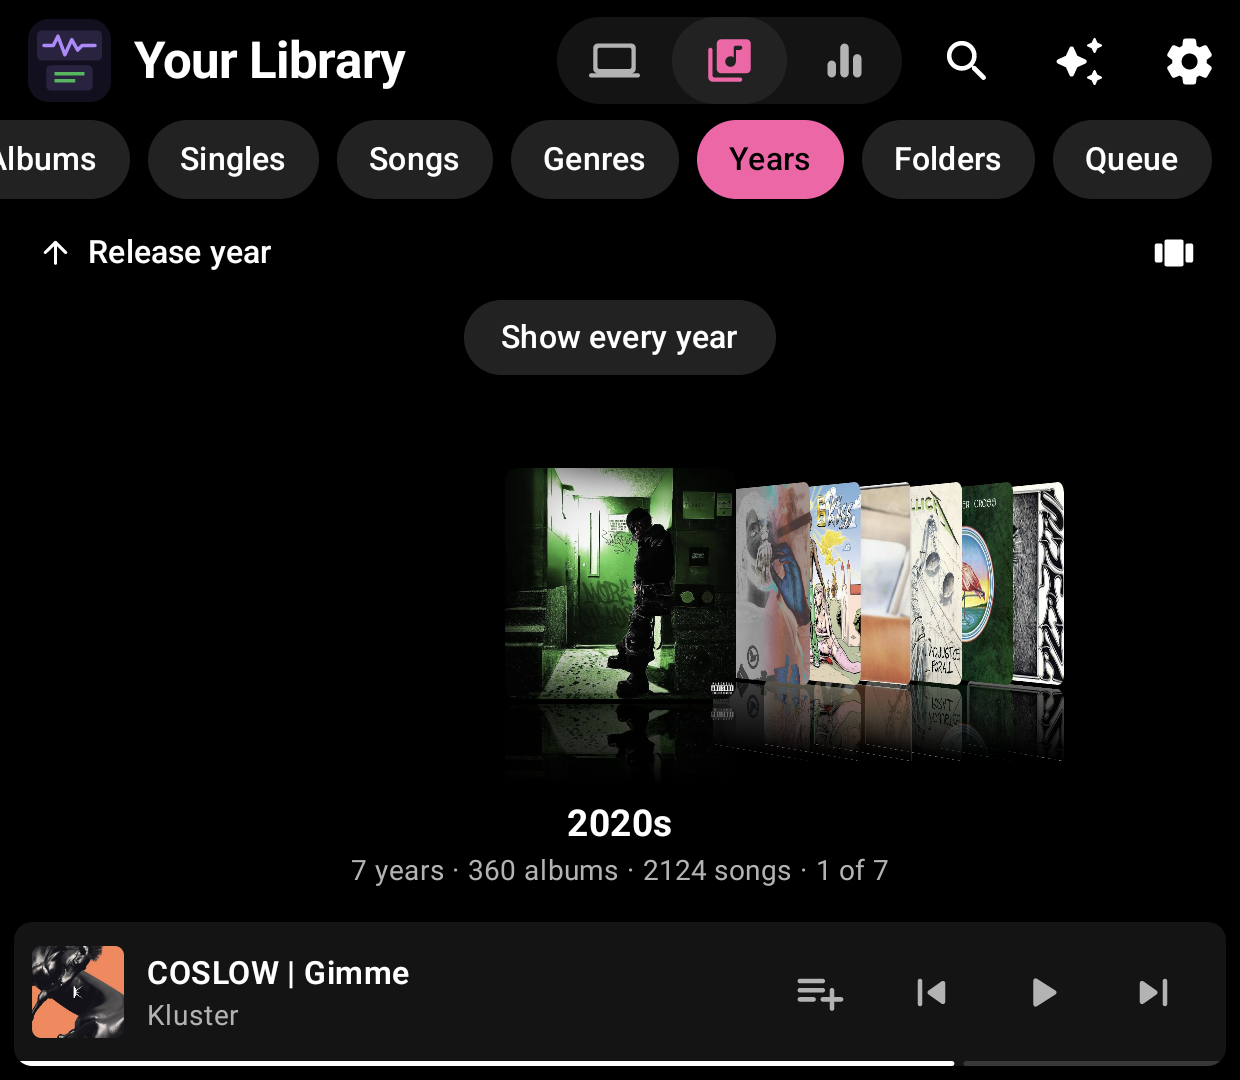 Your Library
Albums
Singles
Songs
Genres
Years
Folders
Queue
Release year
Show every year
2020s
7 years · 360 albums · 2124 songs · 1 of 7
COSLOW | Gimme
Kluster